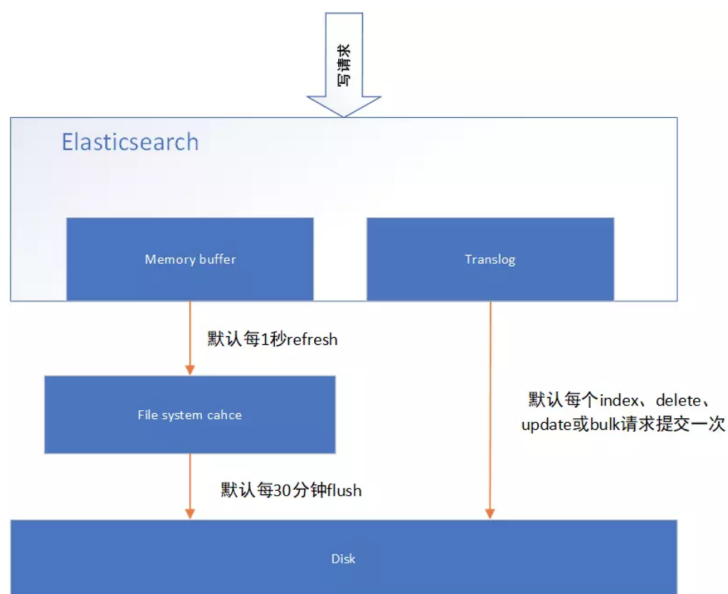 写请求
Elasticsearch
Memory buffer
Translog
默认每1秒refresh
File system cahce
默认每个index、delete、
update或bulk请求提交一次
默认每30分钟flush
Disk